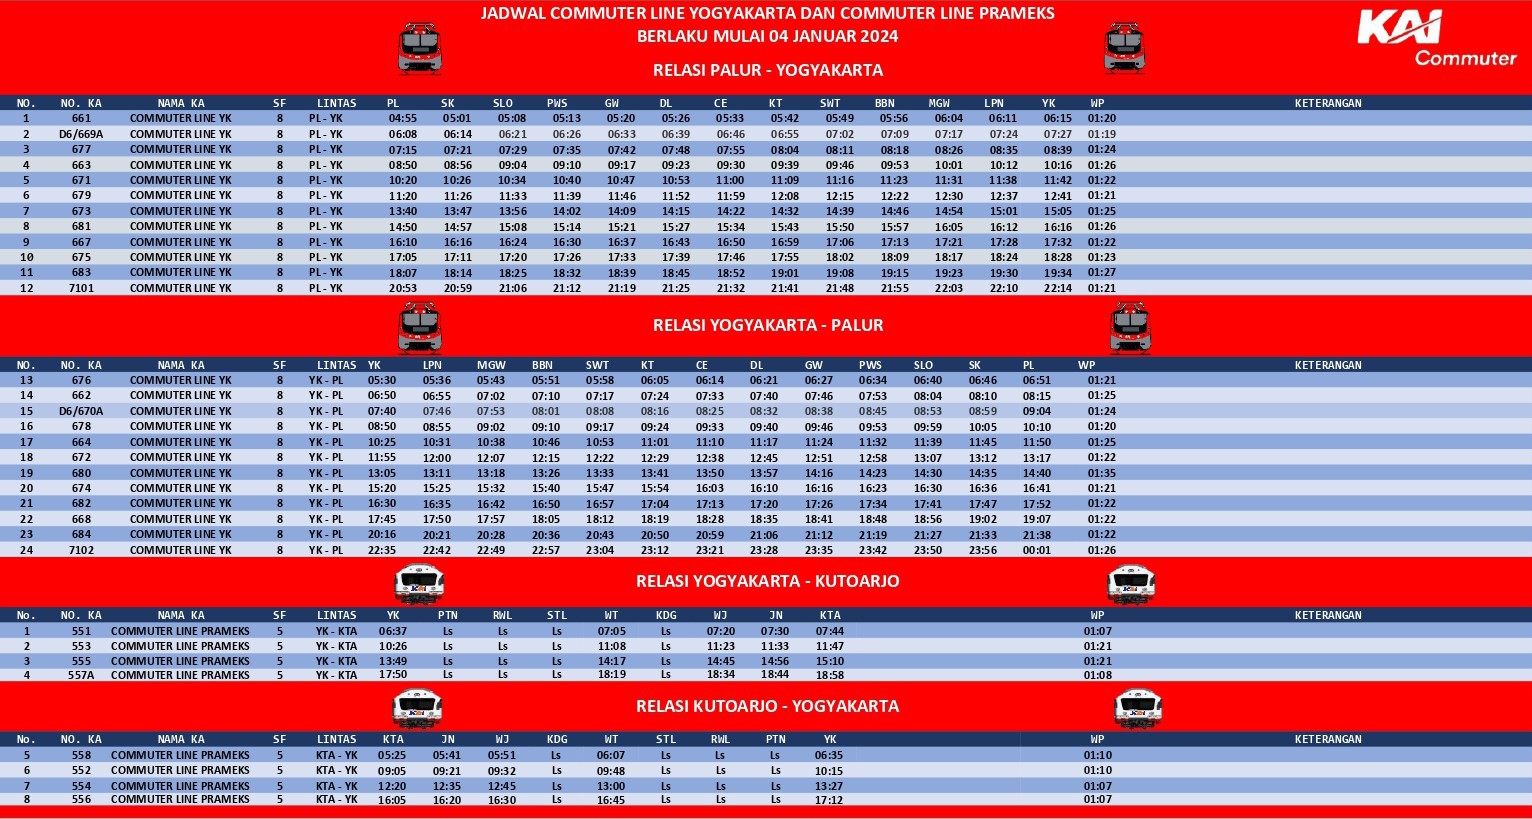 JADWAL COMMUTER LINE YOGYAKARTA DAN COMMUTER LINE PRAMEKS
BERLAKU MULAI 04 JANUAR 2024
KAI
Commuter
RELASI PALUR - YOGYAKARTA
NO. NO. KA NAMA KA SF LINTAS PL SK SLO PWS GW DL CE KT SWT BBN MGW LPN YK WP KETERANGAN
1 661 COMMUTER LINE YK 8 PL- YK 04:55 05:01 05:08 05:13 05:20 05:26 05:33 05:42 05:49 05:56 06:04 06:11 06:15 01:20
2 D6/669A COMMUTER LINE YK 8 PL- YK 06:08 06:14 06:21 06:26 06:33 06:39 06:46 06:55 07:02 07:09 07:17 07:24 07:27 01:19
3 677 COMMUTER LINE YK 8 PL- YK 07:15 07:21 07:29 07:35 07:42 07:48 07:55 08:04 08:11 08:18 08:26 08:35 08:39 01:24
4 663 COMMUTER LINE YK 8 PL- YK 08:50 08:56 09:04 09:10 09:17 09:23 09:30 09:39 09:46 09:53 10:01 10:12 10:16 01:26
5 671 COMMUTER LINE YK 8 PL- YK 10:20 10:26 10:34 10:40 10:47 10:53 11:00 11:09 11:16 11:23 11:31 11:38 11:42 01:22
6 679 COMMUTER LINE YK 8 PL- YK 11:20 11:26 11:33 11:39 11:46 11:52 11:59 12:08 12:15 12:22 12:30 12:37 12:41 01:21
7 673 COMMUTER LINE YK 8 PL- YK 13:40 13:47 13:56 14:02 14:09 14:15 14:22 14:32 14:39 14:46 14:54 15:01 15:05 01:25
8 681 COMMUTER LINE YK 8 PL- YK 14:50 14:57 15:08 15:14 15:21 15:27 15:34 15:43 15:50 15:57 16:05 16:12 16:16 01:26
9 667 COMMUTER LINE YK 8 PL- YK 16:10 16:16 16:24 16:30 16:37 16:43 16:50 16:59 17:06 17:13 17:21 17:28 17:32 01:22
10 675 COMMUTER LINE YK 8 PL- YK 17:05 17:11 17:20 17:26 17:33 17:39 17:46 17:55 18:02 18:09 18:17 18:24 18:28 01:23
11 683 COMMUTER LINE YK 8 PL- YK 18:07 18:14 18:25 18:32 18:39 18:45 18:52 19:01 19:08 19:15 19:23 19:30 19:34 01:27
12 7101 COMMUTER LINE YK 8 PL- YK 20:53 20:59 21:06 21:12 21:19 21:25 21:32 21:41 21:48 21:55 22:03 22:10 22:14 01:21
RELASI YOGYAKARTA - PALUR
NO. NO. KA NAMA KA SF LINTAS YK LPN MGW BBN SWT KT CE DL GW PWS SLO SK PL WP KETERANGAN
13 676 COMMUTER LINE YK 8 YK - PL 05:30 05:36 05:43 05:51 05:58 06:05 06:14 06:21 06:27 06:34 06:40 06:46 06:51 01:21
14 662 COMMUTER LINE YK 8 YK - PL 06:50 06:55 07:02 07:10 07:17 07:24 07:33 07:40 07:46 07:53 08:04 08:10 08:15 01:25
15 D6/670A COMMUTER LINE YK 8 YK - PL 07:40 07:46 07:53 08:01 08:08 08:16 08:25 08:32 08:38 08:45 08:53 08:59 09:04 01:24
16 678 COMMUTER LINE YK 8 YK - PL 08:50 08:55 09:02 09:10 09:17 09:24 09:33 09:40 09:46 09:53 09:59 10:05 10:10 01:20
17 664 COMMUTER LINE YK 8 YK - PL 10:25 10:31 10:38 10:46 10:53 11:01 11:10 11:17 11:24 11:32 11:39 11:45 11:50 01:25
18 672 COMMUTER LINE YK 8 YK - PL 11:55 12:00 12:07 12:15 12:22 12:29 12:38 12:45 12:51 12:58 13:07 13:12 13:17 01:22
19 680 COMMUTER LINE YK 8 YK - PL 13:05 13:11 13:18 13:26 13:33 13:41 13:50 13:57 14:16 14:23 14:30 14:35 14:40 01:35
20 674 COMMUTER LINE YK 8 YK - PL 15:20 15:25 15:32 15:40 15:47 15:54 16:03 16:10 16:16 16:23 16:30 16:36 16:41 01:21
21 682 COMMUTER LINE YK 8 YK - PL 16:30 16:35 16:42 16:50 16:57 17:04 17:13 17:20 17:26 17:34 17:41 17:47 17:52 01:22
22 668 COMMUTER LINE YK 8 YK - PL 17:45 17:50 17:57 18:05 18:12 18:19 18:28 18:35 18:41 18:48 18:56 19:02 19:07 01:22
23 684 COMMUTER LINE YK 8 YK - PL 20:16 20:21 20:28 20:36 20:43 20:50 20:59 21:06 21:12 21:19 21:27 21:33 21:38 01:22
24 7102 COMMUTER LINE YK 8 YK - PL 22:35 22:42 22:49 22:57 23:04 23:12 23:21 23:28 23:35 23:42 23:50 23:56 00:01 01:26
RELASI YOGYAKARTA - KUTOARJO
No. NO. KA NAMA KA SF LINTAS YK PTN RWL STL WT KDG WJ JN KTA WP KETERANGAN
1 551 COMMUTER LINE PRAMEKS 5 YK - KTA 06:37 Ls Ls Ls 07:05 Ls 07:20 07:30 07:44 01:07
2 553 COMMUTER LINE PRAMEKS 5 YK - KTA 10:26 Ls Ls Ls 11:08 Ls 11:23 11:33 11:47 01:21
3 555 COMMUTER LINE PRAMEKS 5 YK - KTA 13:49 Ls Ls Ls 14:17 Ls 14:45 14:56 15:10 01:21
4 557A COMMUTER LINE PRAMEKS 5 YK - KTA 17:50 Ls Ls Ls 18:19 Ls 18:34 18:44 18:58 01:08
RELASI KUTOARJO - YOGYAKARTA
No. NO. KA NAMA KA SF LINTAS KTA JN WJ KDG WT STL RWL PTN YK WP KETERANGAN
5 558 COMMUTER LINE PRAMEKS 5 KTA - YK 05:25 05:41 05:51 Ls 06:07 Ls Ls Ls 06:35 01:10
6 552 COMMUTER LINE PRAMEKS 5 KTA - YK 09:05 09:21 09:32 Ls 09:48 Ls Ls Ls 10:15 01:10
7 554 COMMUTER LINE PRAMEKS 5 KTA - YK 12:20 12:35 12:45 Ls 13:00 Ls Ls Ls 13:27 01:07
8 556 COMMUTER LINE PRAMEKS 5 KTA - YK 16:05 16:20 16:30 Ls 16:45 Ls Ls Ls 17:12 01:07